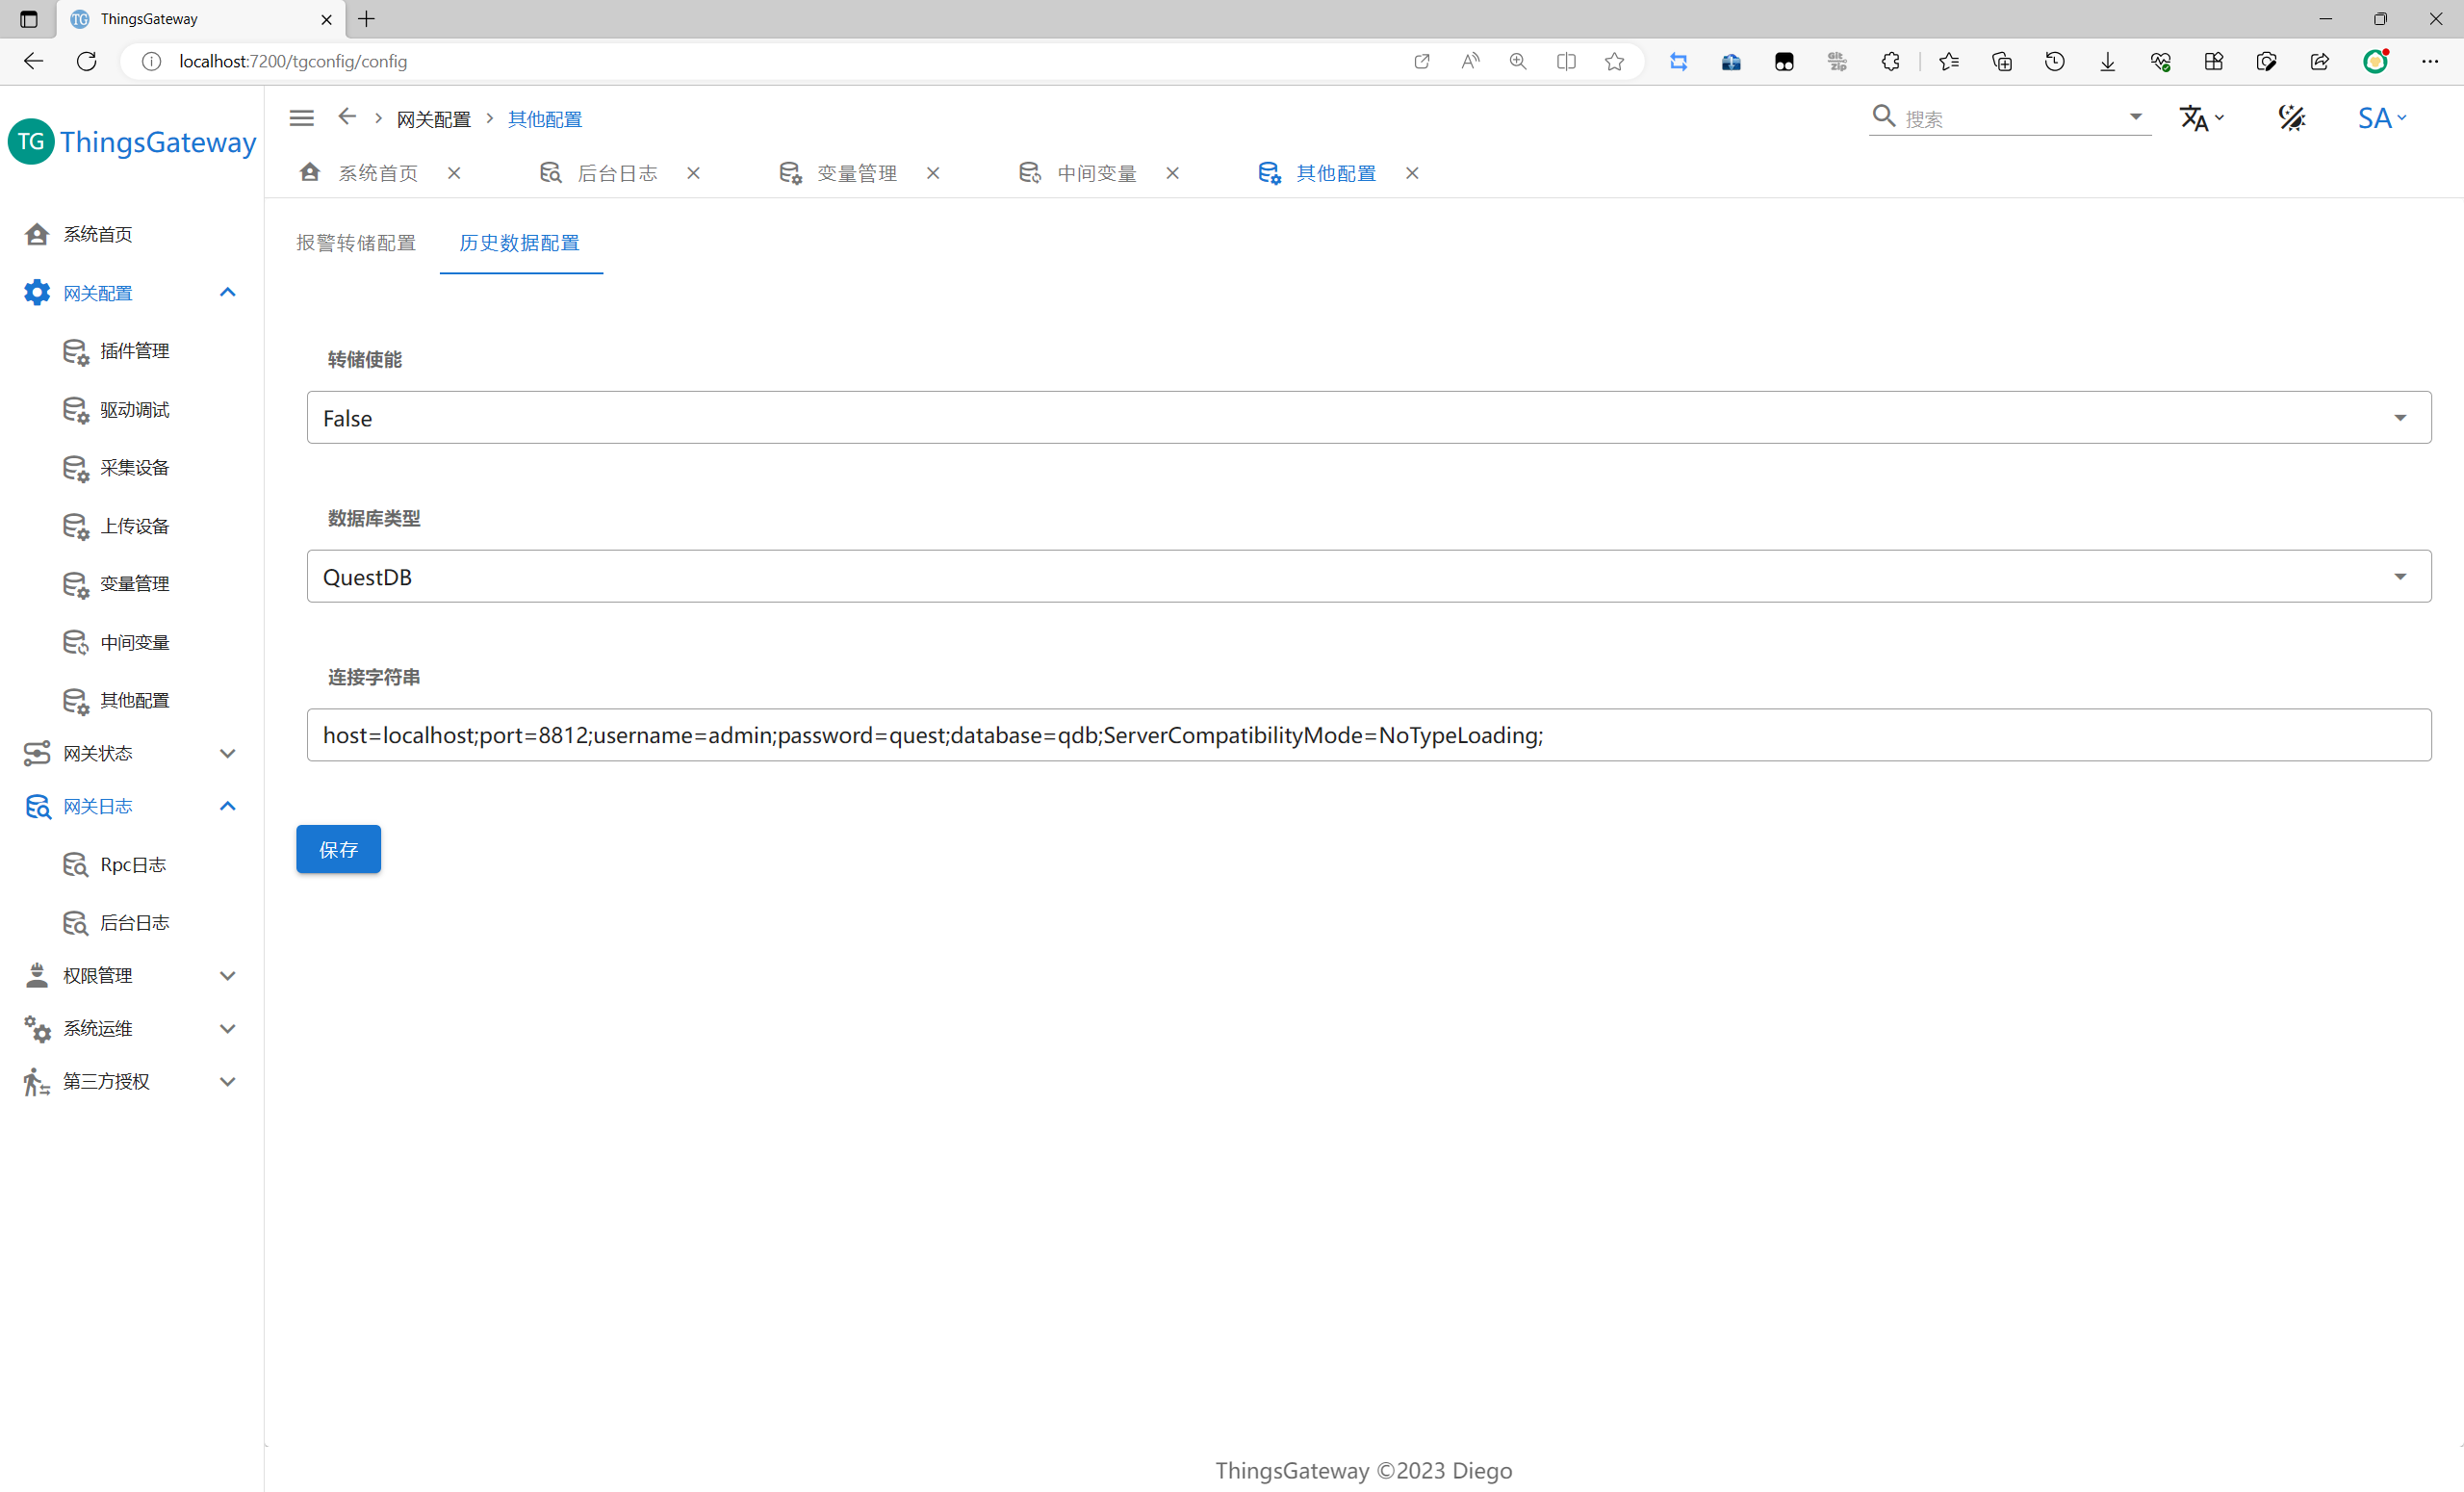 ThingsGateway
localhost:7200/tgconfig/config
TG ThingsGateway
网关配置 其他配置
搜索
SA
系统首页 后台日志 变量管理 中间变量 其他配置
系统首页
网关配置
插件管理
驱动调试
采集设备
上传设备
变量管理
中间变量
其他配置
网关状态
网关日志
Rpc日志
后台日志
权限管理
系统运维
第三方授权
报警转储配置 历史数据配置
转储使能
False
数据库类型
QuestDB
连接字符串
host=localhost;port=8812;username=admin;password=quest;database=qdb;ServerCompatibilityMode=NoTypeLoading;
保存
ThingsGateway ©2023 Diego